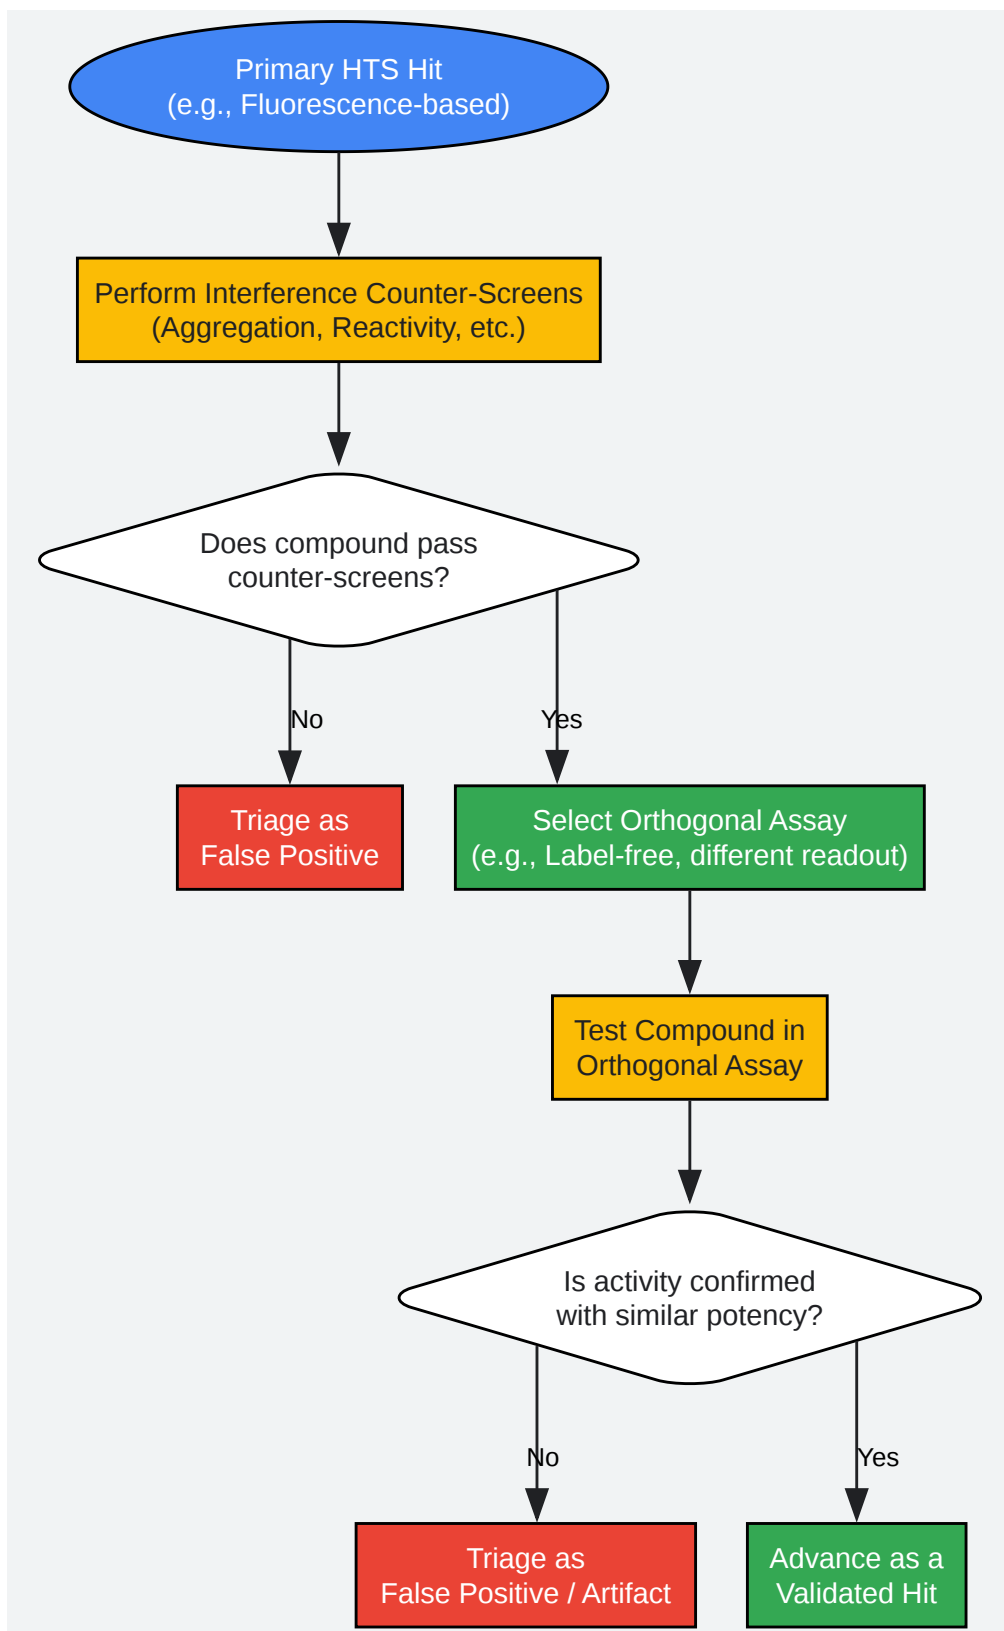 Primary HTS Hit
(e.g., Fluorescence-based)
Perform Interference Counter-Screens
(Aggregation, Reactivity, etc.)
Does compound pass
counter-screens?
No
Yes
Triage as
False Positive
Select Orthogonal Assay
(e.g., Label-free, different readout)
Test Compound in
Orthogonal Assay
Is activity confirmed
with similar potency?
No
Yes
Triage as
False Positive / Artifact
Advance as a
Validated Hit